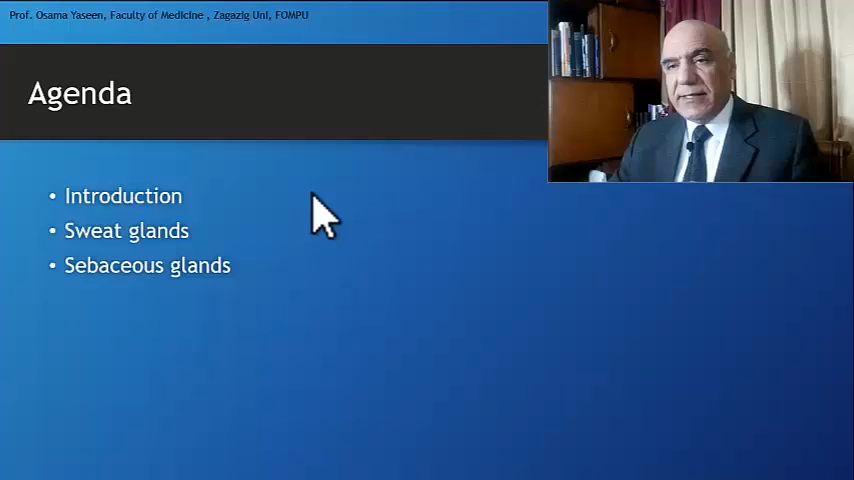 Prof. Osama Yaseen, Faculty of Medicine , Zagazig Uni, FOMPU
Agenda
• Introduction
• Sweat glands
• Sebaceous glands